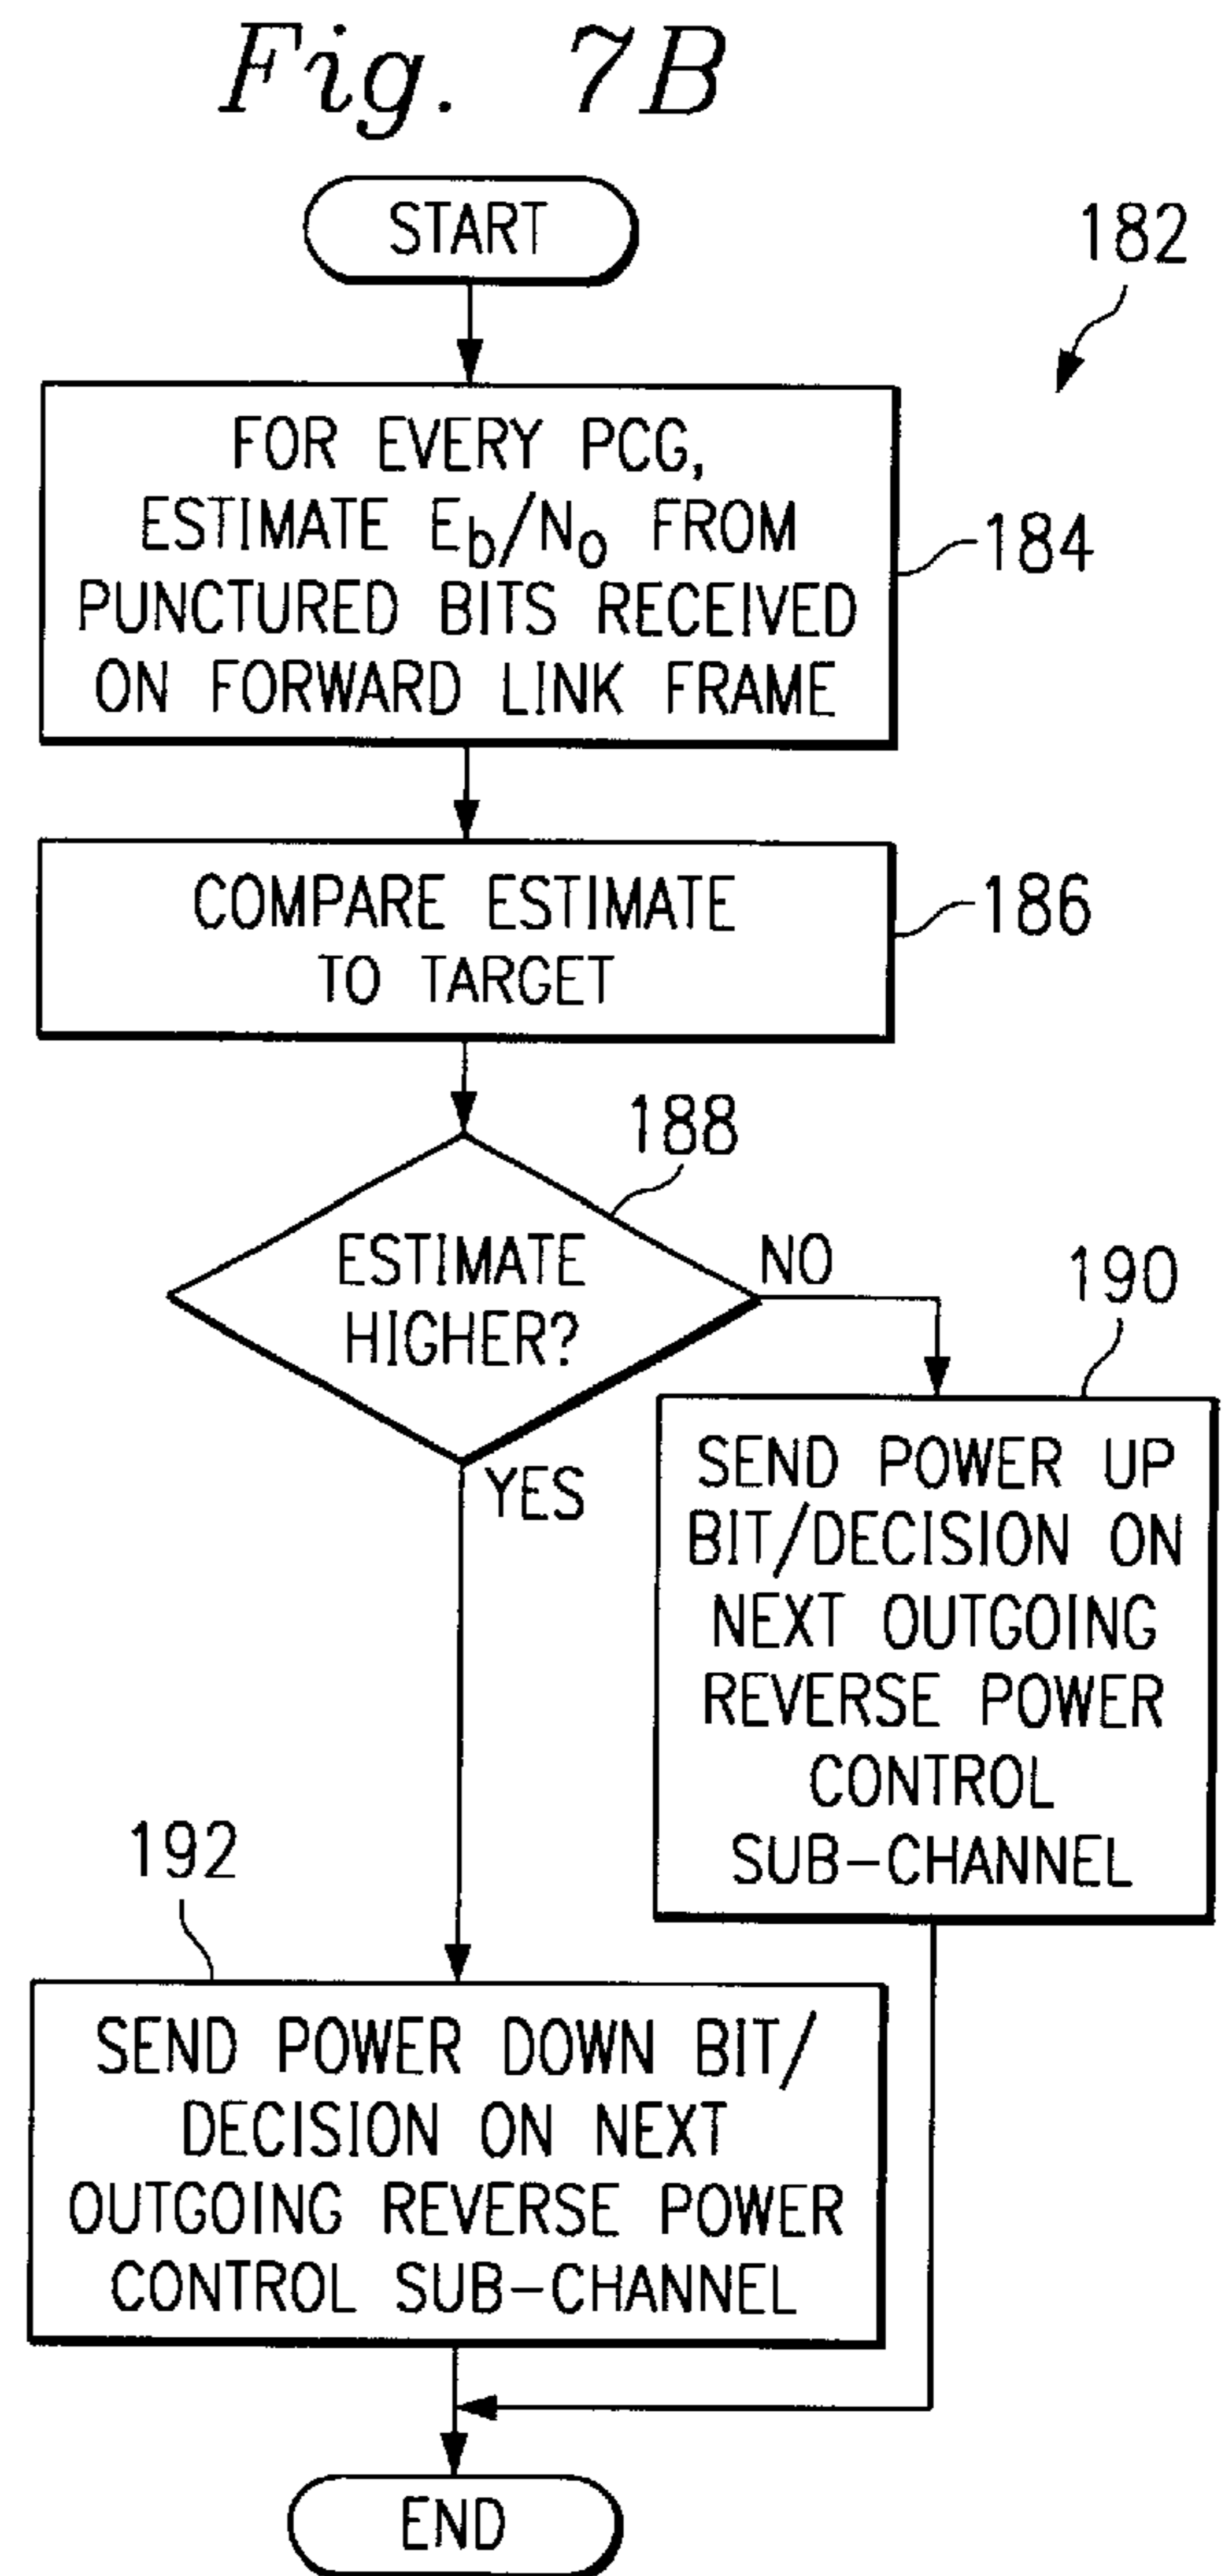 Fig. 7B
START
182
FOR EVERY PCG,
ESTIMATE Eb/No FROM
PUNCTURED BITS RECEIVED
ON FORWARD LINK FRAME
184
COMPARE ESTIMATE
TO TARGET
186
188
ESTIMATE
HIGHER?
NO
YES
190
SEND POWER UP
BIT/DECISION ON
NEXT OUTGOING
REVERSE POWER
CONTROL
SUB-CHANNEL
192
SEND POWER DOWN BIT/
DECISION ON NEXT
OUTGOING REVERSE POWER
CONTROL SUB-CHANNEL
END